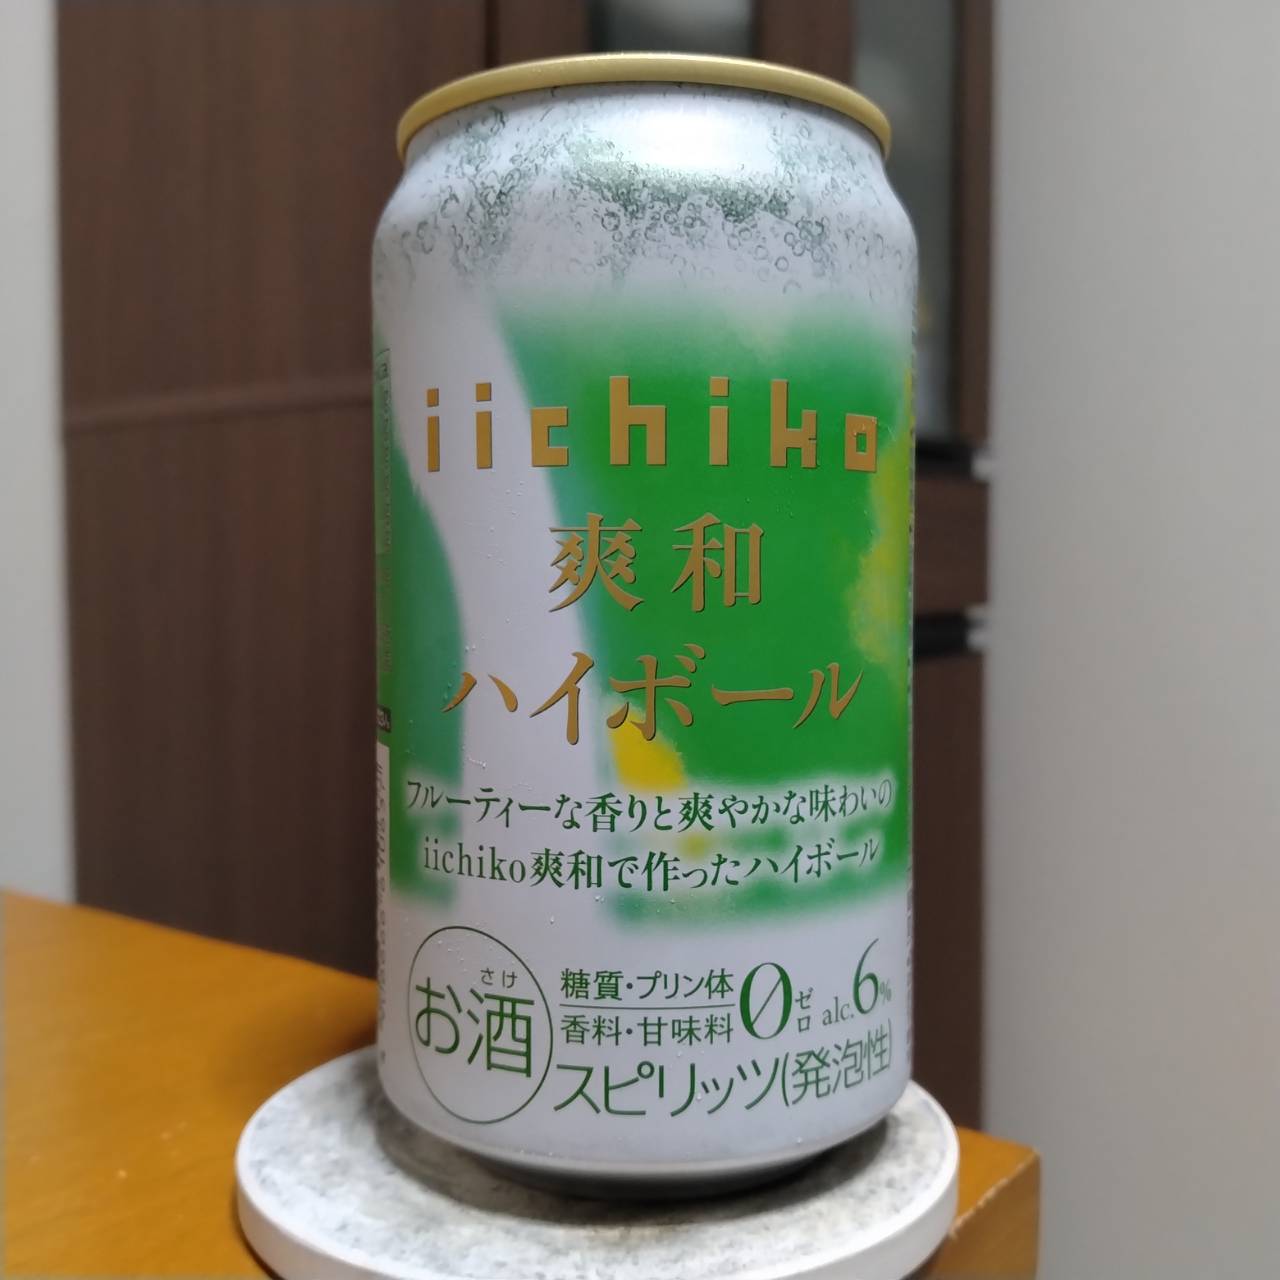 iichiko
爽和
ハイボール
フルーティーな香りと爽やかな味わいの
iichiko爽和で作ったハイボール
さけ
お酒
糖質・プリン体
香料・甘味料
0ゼロ
alc.6%
スピリッツ(発泡性)